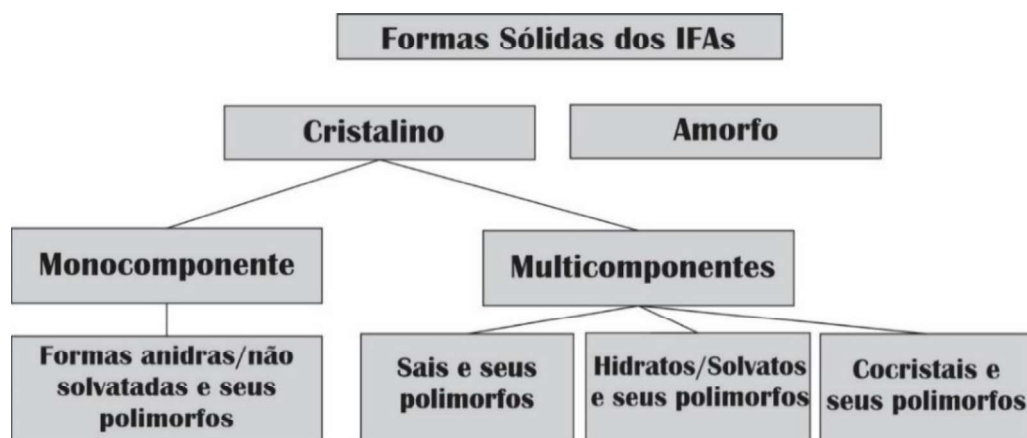 Formas Sólidas dos IFAs
Cristalino
Amorfo
Monocomponente
Multicomponentes
Formas anidras/não
solvatadas e seus
polimorfos
Sais e seus
polimorfos
Hidratos/Solvatos
e seus polimorfos
Cocristais e
seus polimorfos